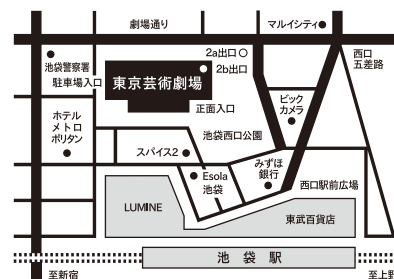 劇場通り
マルイシティ
2a出口
2b出口
西口
五差路
池袋警察署
駐車場入口
東京芸術劇場
正面入口
ホテル
メトロ
ポリタン
池袋西口公園
ビック
カメラ
スパイス2
みずほ
銀行
Esola
池袋
西口駅前広場
LUMINE
東武百貨店
池袋駅
至新宿
至上野